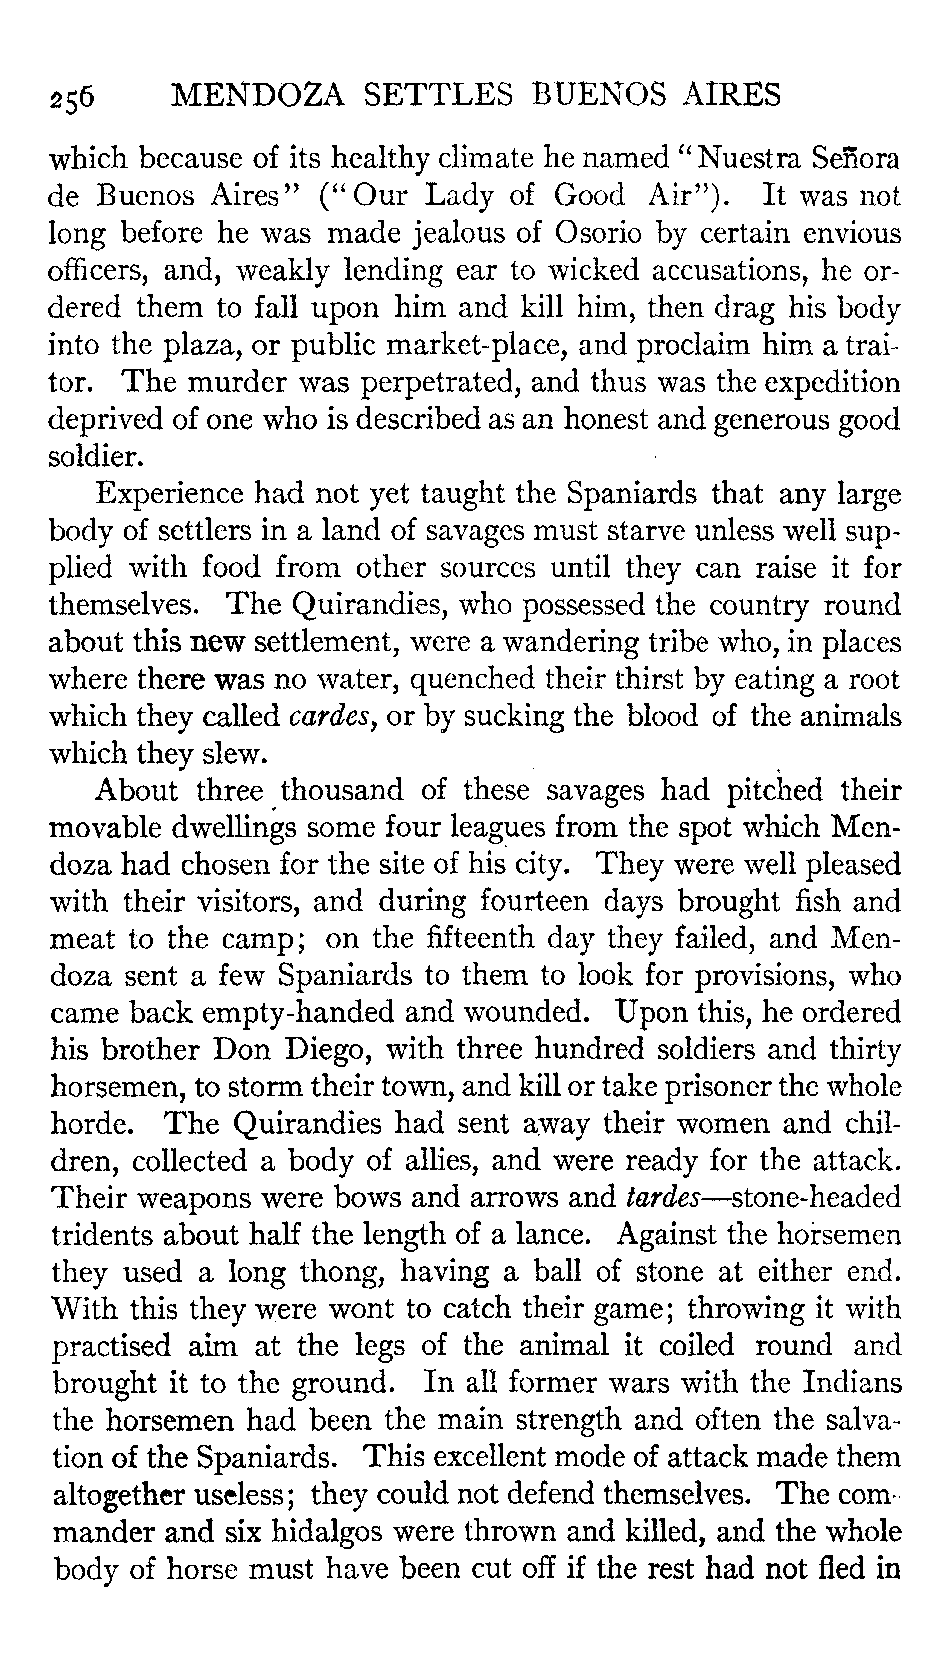 256 MENDOZA SETTLES BUENOS AIRES
which because of its healthy climate he named “Nuestra Señora
de Buenos Aires” (“Our Lady of Good Air”). It was not
long before he was made jealous of Osorio by certain envious
officers, and, weakly lending ear to wicked accusations, he or-
dered them to fall upon him and kill him, then drag his body
into the plaza, or public market-place, and proclaim him a trai-
tor. The murder was perpetrated, and thus was the expedition
deprived of one who is described as an honest and generous good
soldier.
Experience had not yet taught the Spaniards that any large
body of settlers in a land of savages must starve unless well sup-
plied with food from other sources until they can raise it for
themselves. The Quirandies, who possessed the country round
about this new settlement, were a wandering tribe who, in places
where there was no water, quenched their thirst by eating a root
which they called cardes, or by sucking the blood of the animals
which they slew.
About three thousand of these savages had pitched their
movable dwellings some four leagues from the spot which Men-
doza had chosen for the site of his city. They were well pleased
with their visitors, and during fourteen days brought fish and
meat to the camp; on the fifteenth day they failed, and Men-
doza sent a few Spaniards to them to look for provisions, who
came back empty-handed and wounded. Upon this, he ordered
his brother Don Diego, with three hundred soldiers and thirty
horsemen, to storm their town, and kill or take prisoner the whole
horde. The Quirandies had sent away their women and chil-
dren, collected a body of allies, and were ready for the attack.
Their weapons were bows and arrows and tardes—stone-headed
tridents about half the length of a lance. Against the horsemen
they used a long thong, having a ball of stone at either end.
With this they were wont to catch their game; throwing it with
practised aim at the legs of the animal it coiled round and
brought it to the ground. In all former wars with the Indians
the horsemen had been the main strength and often the salva-
tion of the Spaniards. This excellent mode of attack made them
altogether useless; they could not defend themselves. The com-
mander and six hidalgos were thrown and killed, and the whole
body of horse must have been cut off if the rest had not fled in